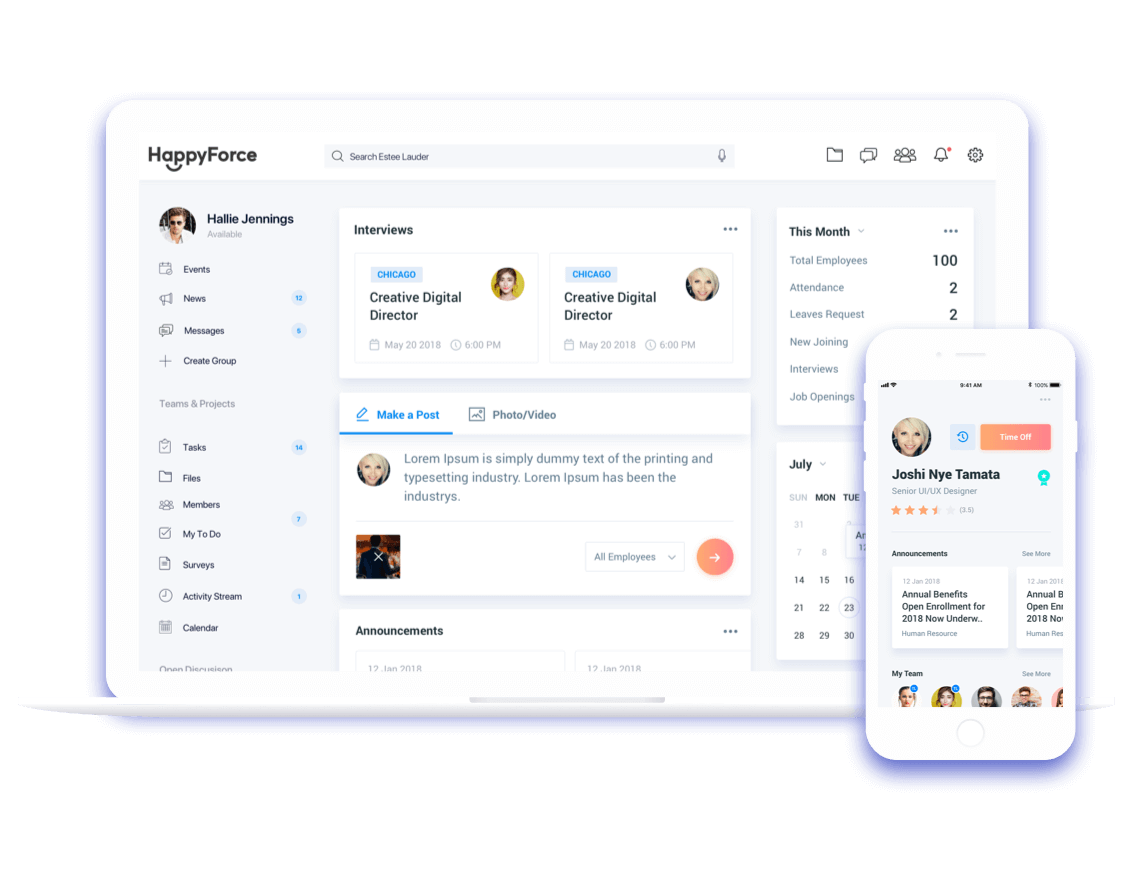 HappyForce
Search Estee Lauder
Hallie Jennings
Available
Events
News 12
Messages 5
Create Group
Teams & Projects
Tasks 14
Files
Members
7
My To Do
Surveys
Activity Stream 1
Calendar
Open Discusison
Interviews
CHICAGO
Creative Digital
Director
May 20 2018 6:00 PM
CHICAGO
Creative Digital
Director
May 20 2018 6:00 PM
Make a Post Photo/Video
Lorem Ipsum is simply dummy text of the printing and
typesetting industry. Lorem Ipsum has been the
industrys.
All Employees
Announcements
12 Jan 2018 12 Jan 2018
This Month
Total Employees 100
Attendance 2
Leaves Request 2
New Joining
Interviews
Job Openings
July
SUN MON TUE
31
7 8
14 15 16
21 22 23
28 29 30
9:41 AM 100%
Time Off
Joshi Nye Tamata
Senior UI/UX Designer
(3.5)
Announcements See More
12 Jan 2018
Annual Benefits
Open Enrollment for
2018 Now Underw..
Human Resource
12 Jan 2018
Annual B
Open Enr
2018 No
Human Res
My Team See More